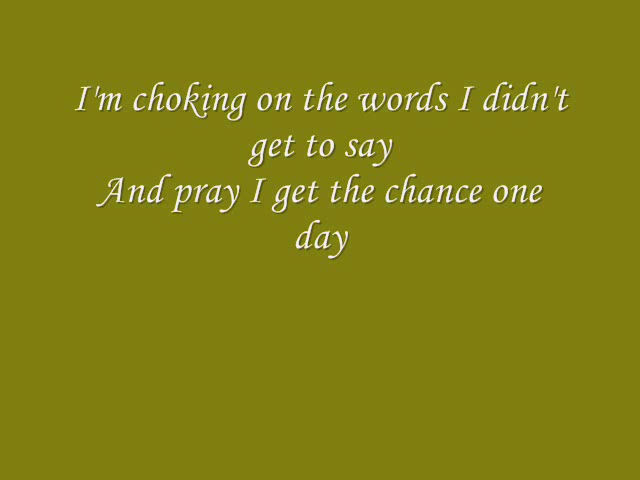 I'm choking on the words I didn't
get to say
And pray I get the chance one
day